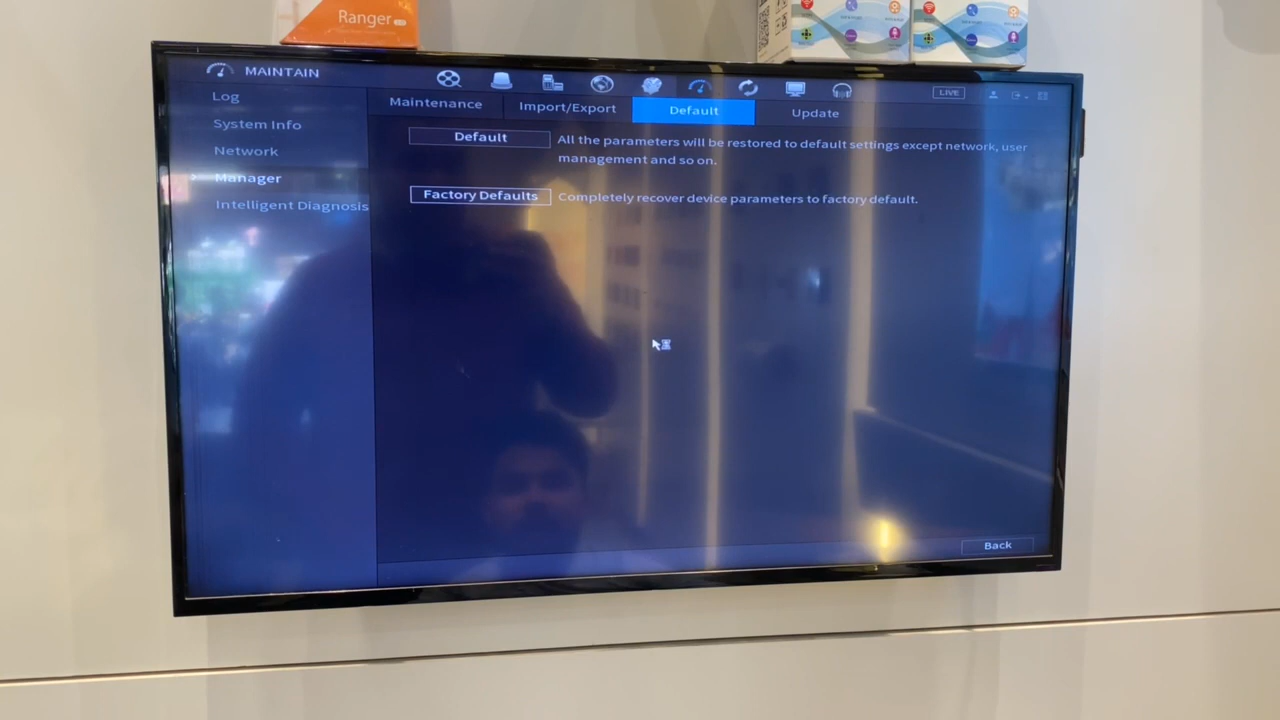 Ranger
MAINTAIN
LIVE
Log
System Info
Network
Manager
Intelligent Diagnosis
Maintenance
Import/Export
Default
Update
Default
All the parameters will be restored to default settings except network, user
management and so on.
Factory Defaults
Completely recover device parameters to factory default.
Back